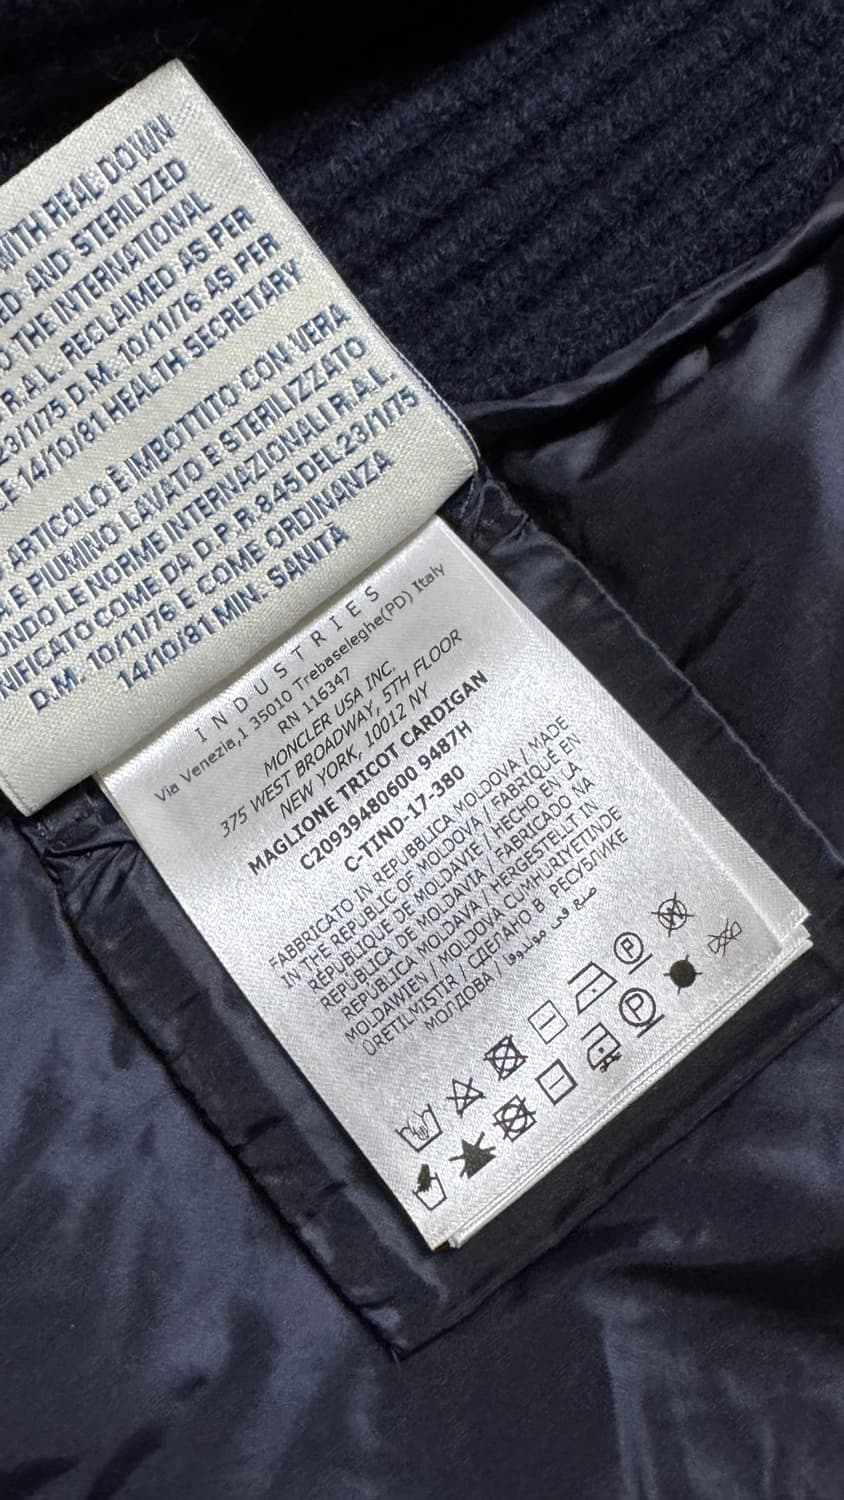 WITH REAL DOWN
AND STERILIZED
THE INTERNATIONAL
R.A.L. RECLAIMED AS PER
23/1/75 D.M. 10/11/76 AS PER
14/10/81 HEALTH SECRETARY
ARTICOLO È IMBOTTITO CON VERA
E PIUMINO LAVATO E STERILIZZATO
LE NORME INTERNAZIONALI R.A.L.
COME DA D.P.R. 845 DEL 23/1/75
D.M. 10/11/76 E COME ORDINANZA
14/10/81 MIN. SANITÀ
INDUSTRIES
Via Venezia,1 35010 Trebaseleghe(PD) Italy
RN 116347
MONCLER USA INC.
375 WEST BROADWAY, 5TH FLOOR
NEW YORK, 10012 NY
MAGLIONE TRICOT CARDIGAN
C20939480600 9487H
C-TIND-17-380
FABBRICATO IN REPUBBLICA MOLDOVA / MADE
IN THE REPUBLIC OF MOLDOVA / FABRIQUÉ EN
RÉPUBLIQUE DE MOLDAVIE / HECHO EN LA
REPÚBLICA DE MOLDAVIA / FABRICADO NA
REPÚBLICA MOLDAVA / HERGESTELLT IN
MOLDAWIEN / MOLDOVA CUMHURIYETINDE
ÜRETILMISTIR / СДЕЛАНО В РЕСПУБЛИКЕ
МОЛДОВА / صنع في مولدوفا
P
W
P